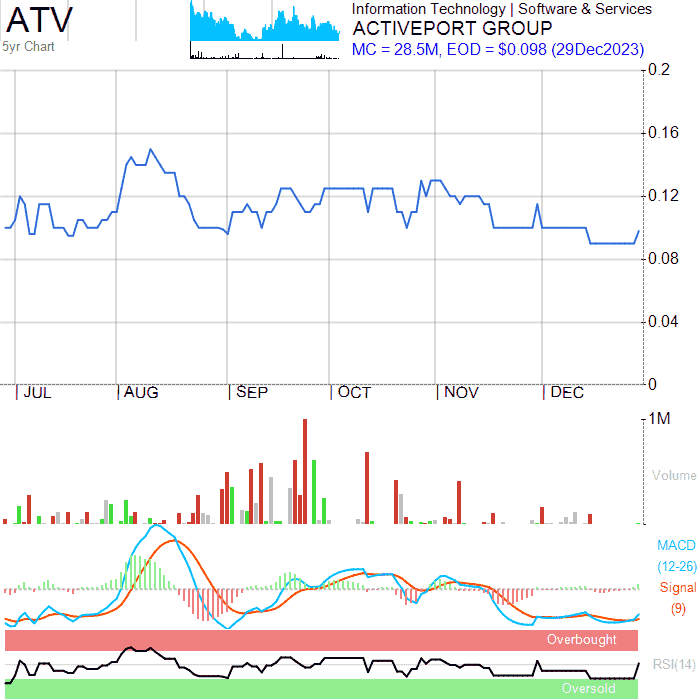 ATV
5yr Chart
Information Technology | Software & Services
ACTIVEPORT GROUP
MC = 28.5M, EOD = $0.098 (29Dec2023)
0.2
0.16
0.12
0.08
0.04
0
JUL AUG SEP OCT NOV DEC
1M
Volume
MACD
(12-26)
Signal
(9)
Overbought
RSI(14)
Oversold